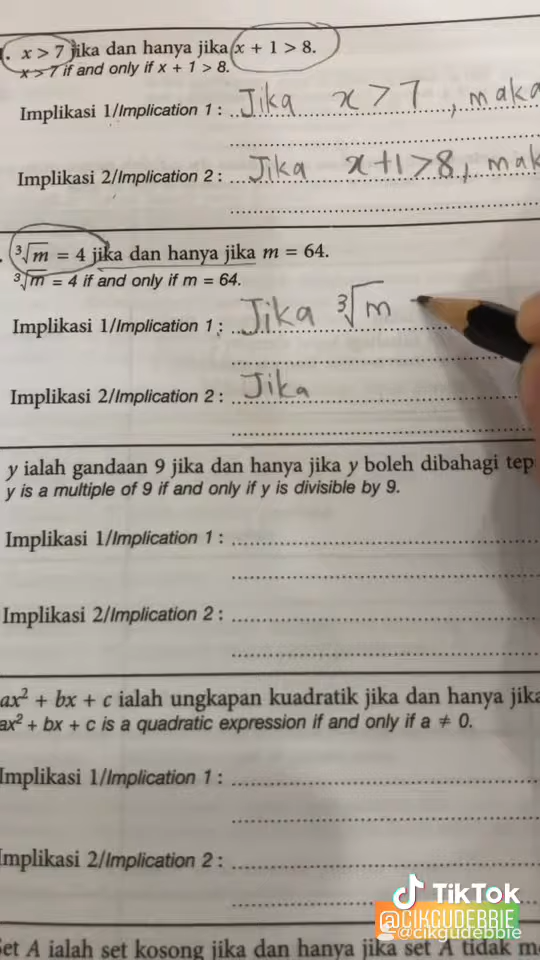 . x > 7 jika dan hanya jika x + 1 > 8.
x > 7 if and only if x + 1 > 8.
Implikasi 1/Implication 1 : Jika x > 7, maka
Implikasi 2/Implication 2 : Jika x+1>8, mak
. ∛m = 4 jika dan hanya jika m = 64.
∛m = 4 if and only if m = 64.
Implikasi 1/Implication 1 : Jika ∛m
Implikasi 2/Implication 2 : Jika
y ialah gandaan 9 jika dan hanya jika y boleh dibahagi tep
y is a multiple of 9 if and only if y is divisible by 9.
Implikasi 1/Implication 1 :
Implikasi 2/Implication 2 :
ax² + bx + c ialah ungkapan kuadratik jika dan hanya jika
ax² + bx + c is a quadratic expression if and only if a ≠ 0.
Implikasi 1/Implication 1 :
Implikasi 2/Implication 2 :
TikTok
@CIKGUDEBBIE
@cikgudebbie
Set A ialah set kosong jika dan hanya jika set A tidak m